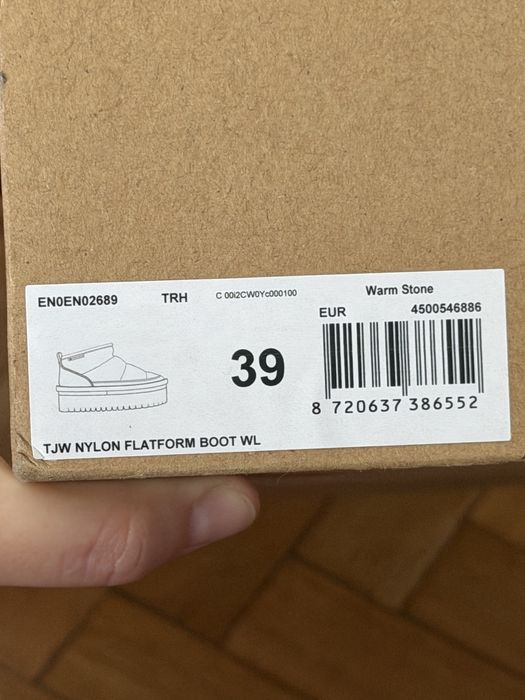 EN0EN02689 TRH C 00i2CW0Yc000100 Warm Stone
EUR 4500546886
39
8 720637 386552
TJW NYLON FLATFORM BOOT WL